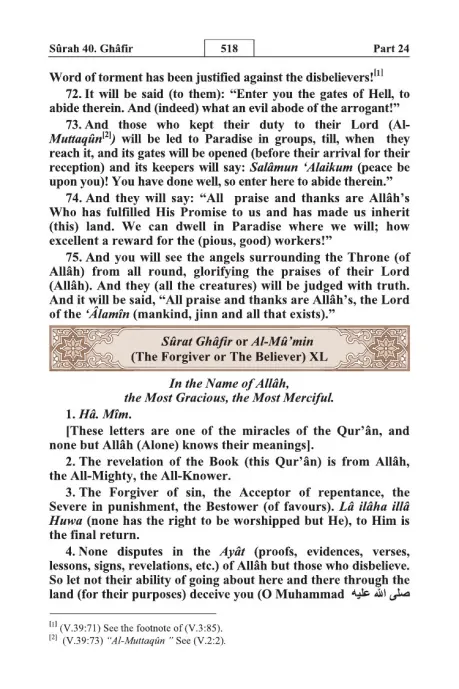 Sûrah 40. Ghâfir 518 Part 24
Word of torment has been justified against the disbelievers![1]
72. It will be said (to them): “Enter you the gates of Hell, to
abide therein. And (indeed) what an evil abode of the arrogant!”
73. And those who kept their duty to their Lord (Al-
Muttaqûn[2]) will be led to Paradise in groups, till, when they
reach it, and its gates will be opened (before their arrival for their
reception) and its keepers will say: Salâmun ‘Alaikum (peace be
upon you)! You have done well, so enter here to abide therein.”
74. And they will say: “All praise and thanks are Allâh’s
Who has fulfilled His Promise to us and has made us inherit
(this) land. We can dwell in Paradise where we will; how
excellent a reward for the (pious, good) workers!”
75. And you will see the angels surrounding the Throne (of
Allâh) from all round, glorifying the praises of their Lord
(Allâh). And they (all the creatures) will be judged with truth.
And it will be said, “All praise and thanks are Allâh’s, the Lord
of the ‘Âlamîn (mankind, jinn and all that exists).”
Sûrat Ghâfir or Al-Mû’min
(The Forgiver or The Believer) XL
In the Name of Allâh,
the Most Gracious, the Most Merciful.
1. Hâ. Mîm.
[These letters are one of the miracles of the Qur’ân, and
none but Allâh (Alone) knows their meanings].
2. The revelation of the Book (this Qur’ân) is from Allâh,
the All-Mighty, the All-Knower.
3. The Forgiver of sin, the Acceptor of repentance, the
Severe in punishment, the Bestower (of favours). Lâ ilâha illâ
Huwa (none has the right to be worshipped but He), to Him is
the final return.
4. None disputes in the Ayât (proofs, evidences, verses,
lessons, signs, revelations, etc.) of Allâh but those who disbelieve.
So let not their ability of going about here and there through the
land (for their purposes) deceive you (O Muhammad صلى الله عليه
[1] (V.39:71) See the footnote of (V.3:85).
[2] (V.39:73) “Al-Muttaqûn ” See (V.2:2).